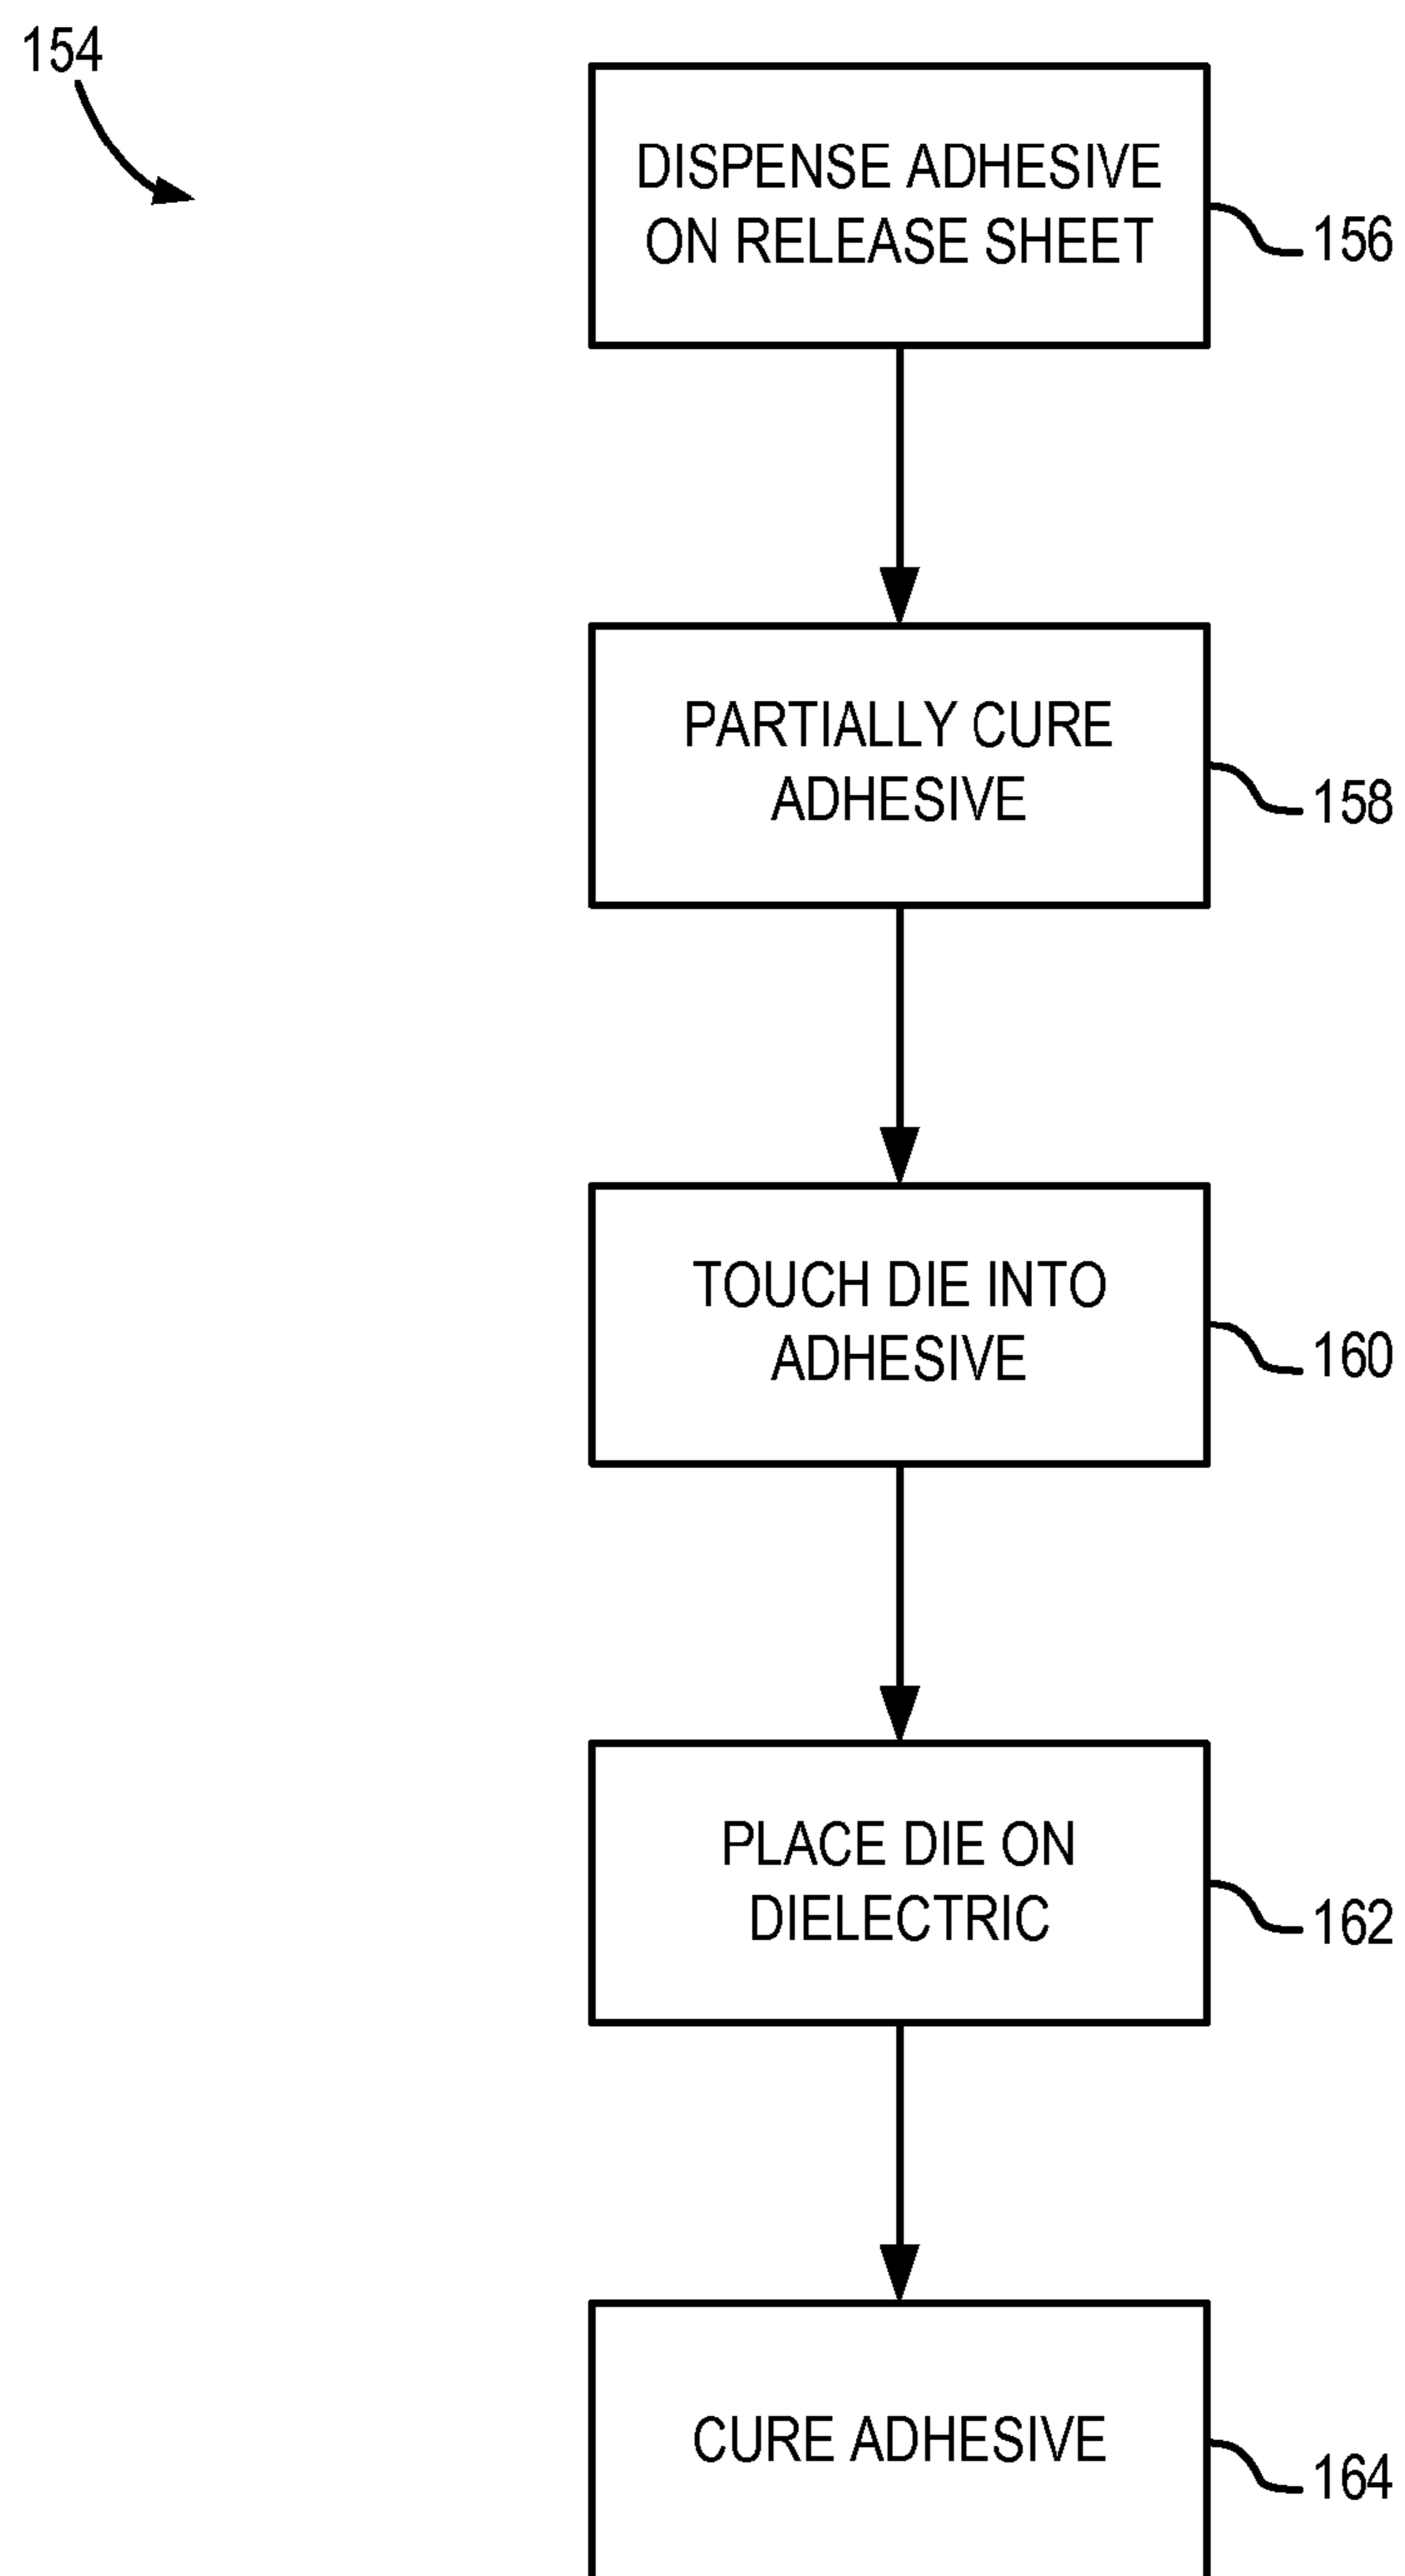 154
DISPENSE ADHESIVE
ON RELEASE SHEET
156
PARTIALLY CURE
ADHESIVE
158
TOUCH DIE INTO
ADHESIVE
160
PLACE DIE ON
DIELECTRIC
162
CURE ADHESIVE
164